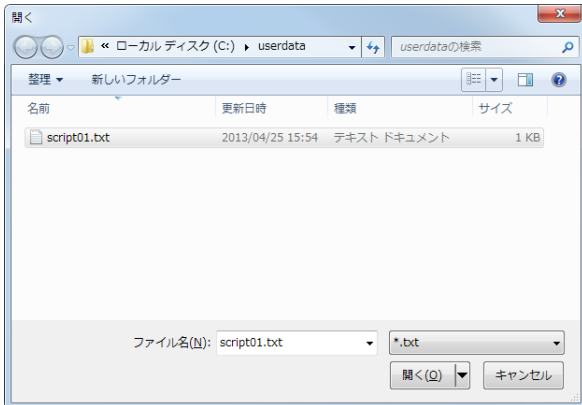 開く
« ローカル ディスク (C:) ▸ userdata
userdataの検索
整理 ▼ 新しいフォルダー
名前 更新日時 種類 サイズ
script01.txt 2013/04/25 15:54 テキスト ドキュメント 1 KB
ファイル名(N): script01.txt *.txt
開く(O) キャンセル